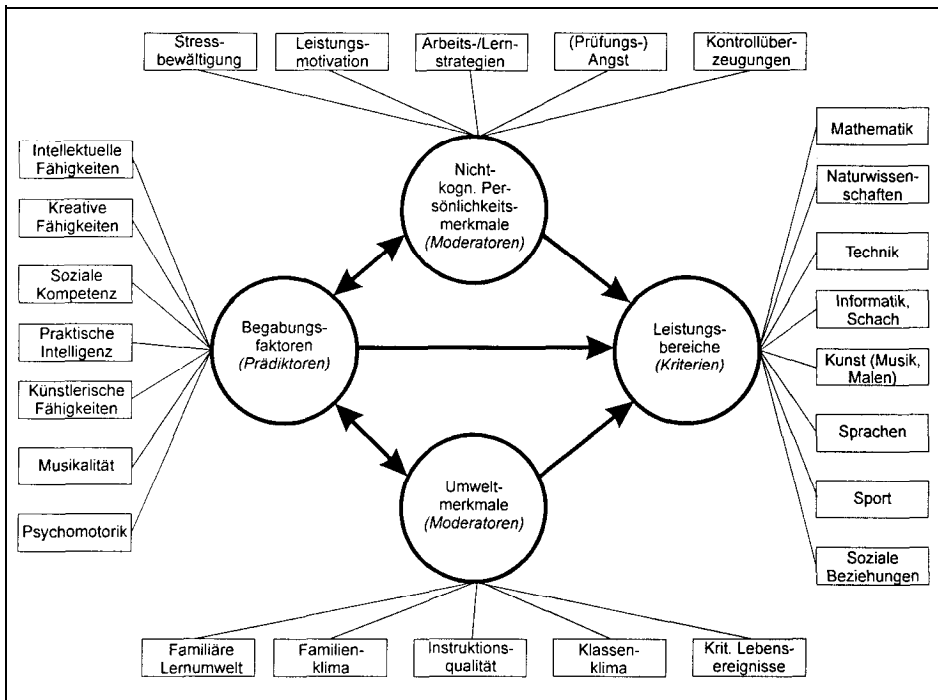 Stress-
bewältigung
Leistungs-
motivation
Arbeits-/Lern-
strategien
(Prüfungs-)
Angst
Kontrollüber-
zeugungen
Intellektuelle
Fähigkeiten
Kreative
Fähigkeiten
Soziale
Kompetenz
Praktische
Intelligenz
Künstlerische
Fähigkeiten
Musikalität
Psychomotorik
Nicht-
kogn. Per-
sönlichkeits-
merkmale
(Moderatoren)
Begabungs-
faktoren
(Prädiktoren)
Leistungs-
bereiche
(Kriterien)
Umwelt-
merkmale
(Moderatoren)
Mathematik
Naturwissen-
schaften
Technik
Informatik,
Schach
Kunst (Musik,
Malen)
Sprachen
Sport
Soziale
Beziehungen
Familiäre
Lernumwelt
Familien-
klima
Instruktions-
qualität
Klassen-
klima
Krit. Lebens-
ereignisse